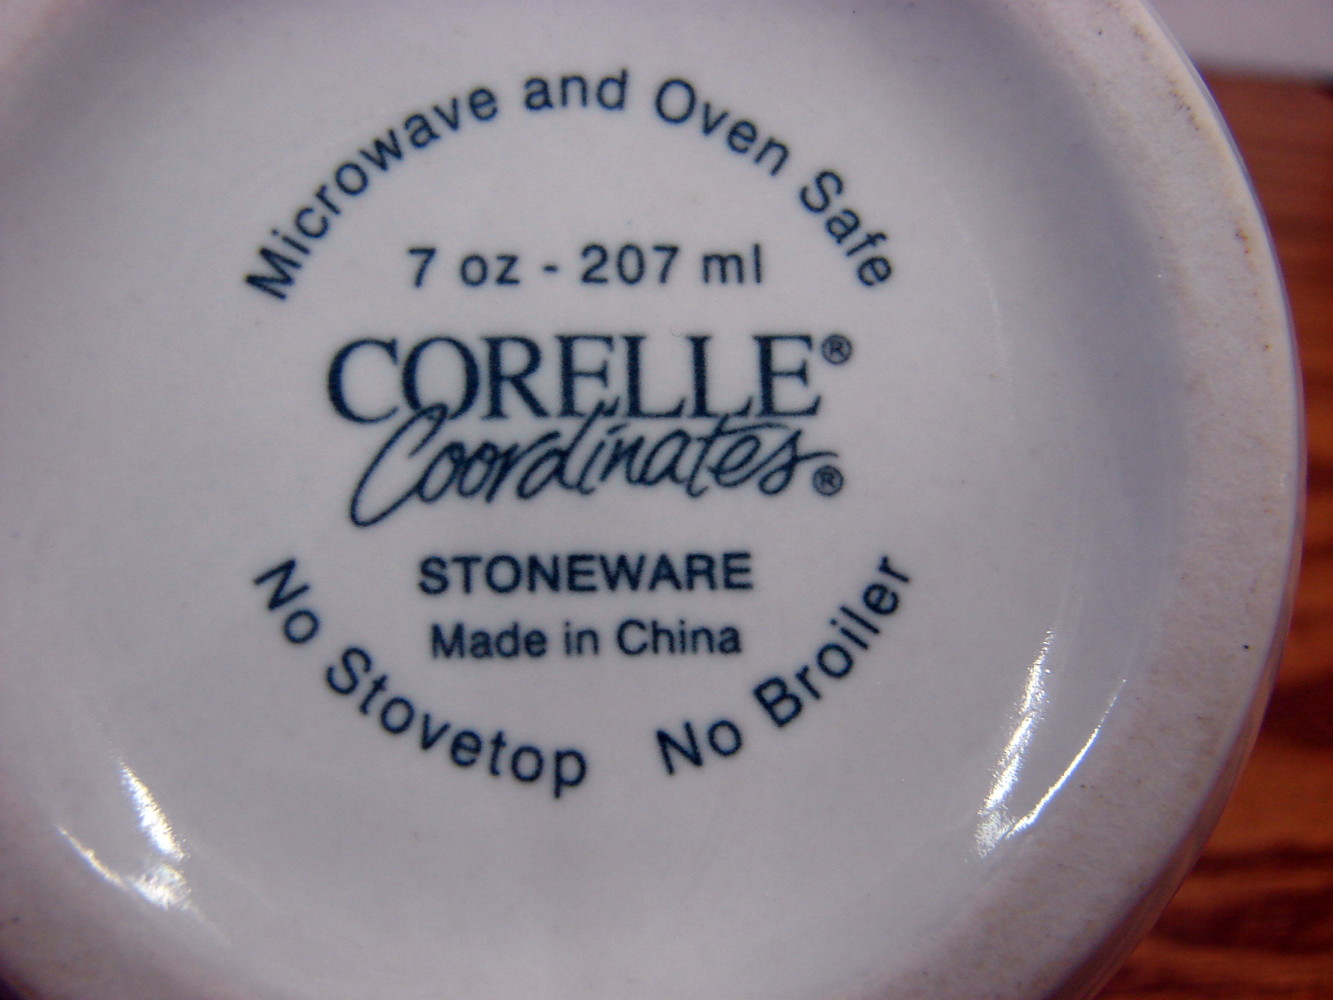 Microwave and Oven Safe
7 oz - 207 ml
CORELLE®
Coordinates®
STONEWARE
Made in China
No Stovetop No Broiler